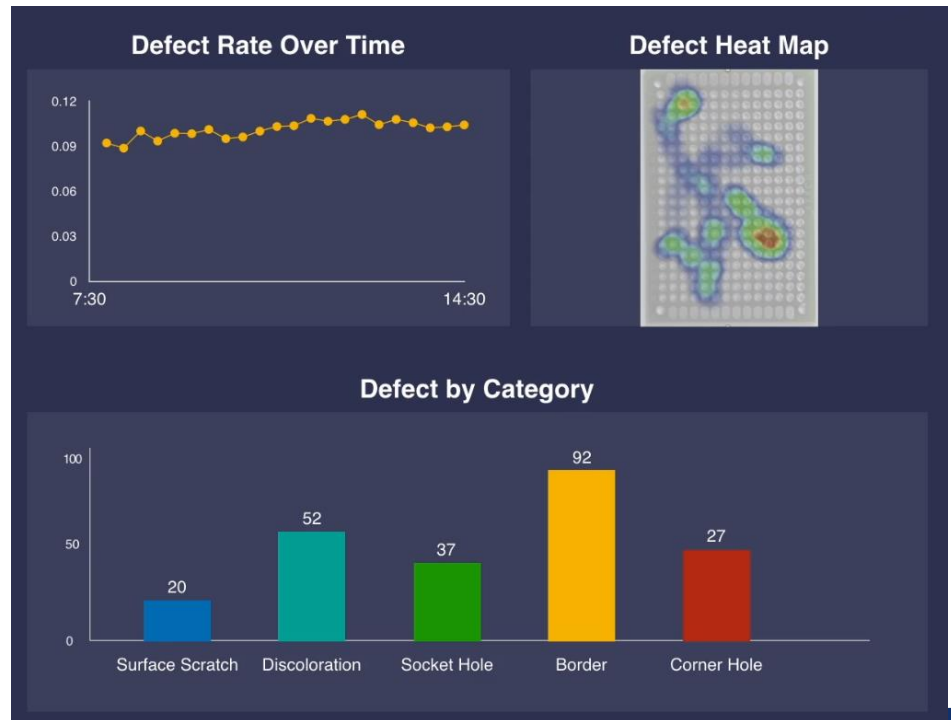 Defect Rate Over Time
0.12
0.09
0.06
0.03
0
7:30
14:30
Defect Heat Map
Defect by Category
100
50
0
20
52
37
92
27
Surface Scratch
Discoloration
Socket Hole
Border
Corner Hole